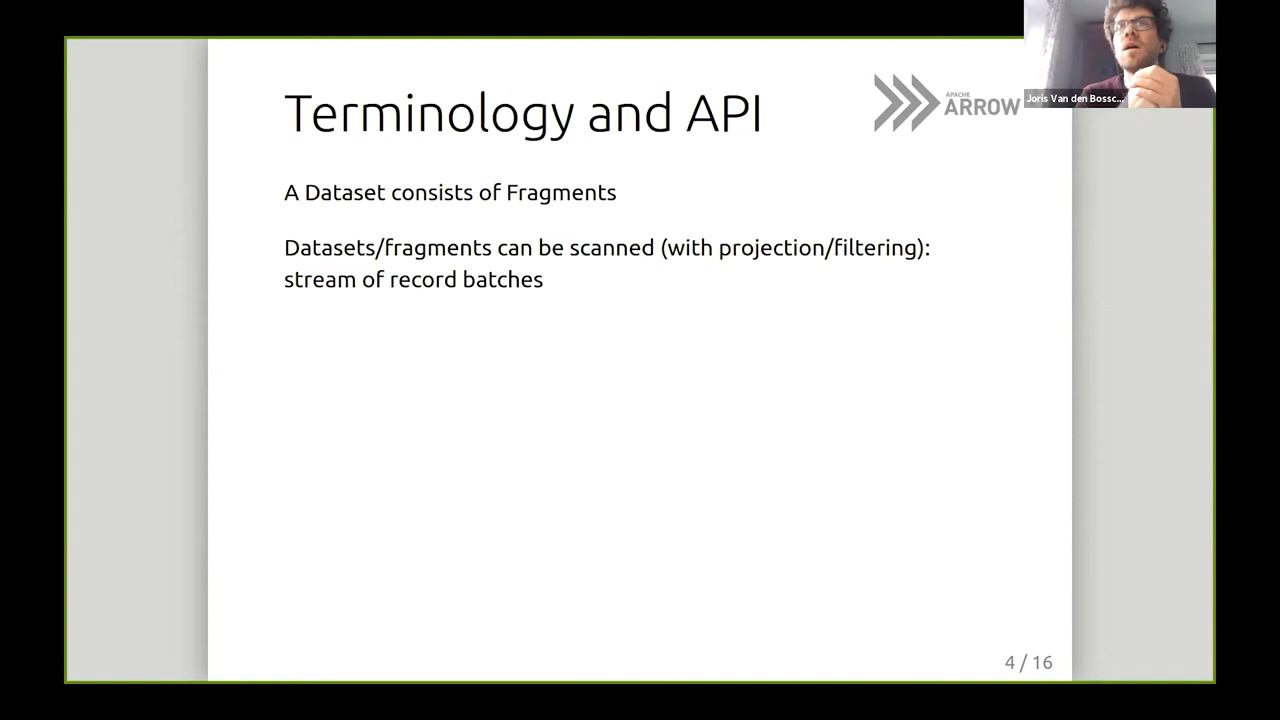 Terminology and API
APACHE
ARROW
Joris Van den Bossc...
A Dataset consists of Fragments
Datasets/fragments can be scanned (with projection/filtering):
stream of record batches
4 / 16